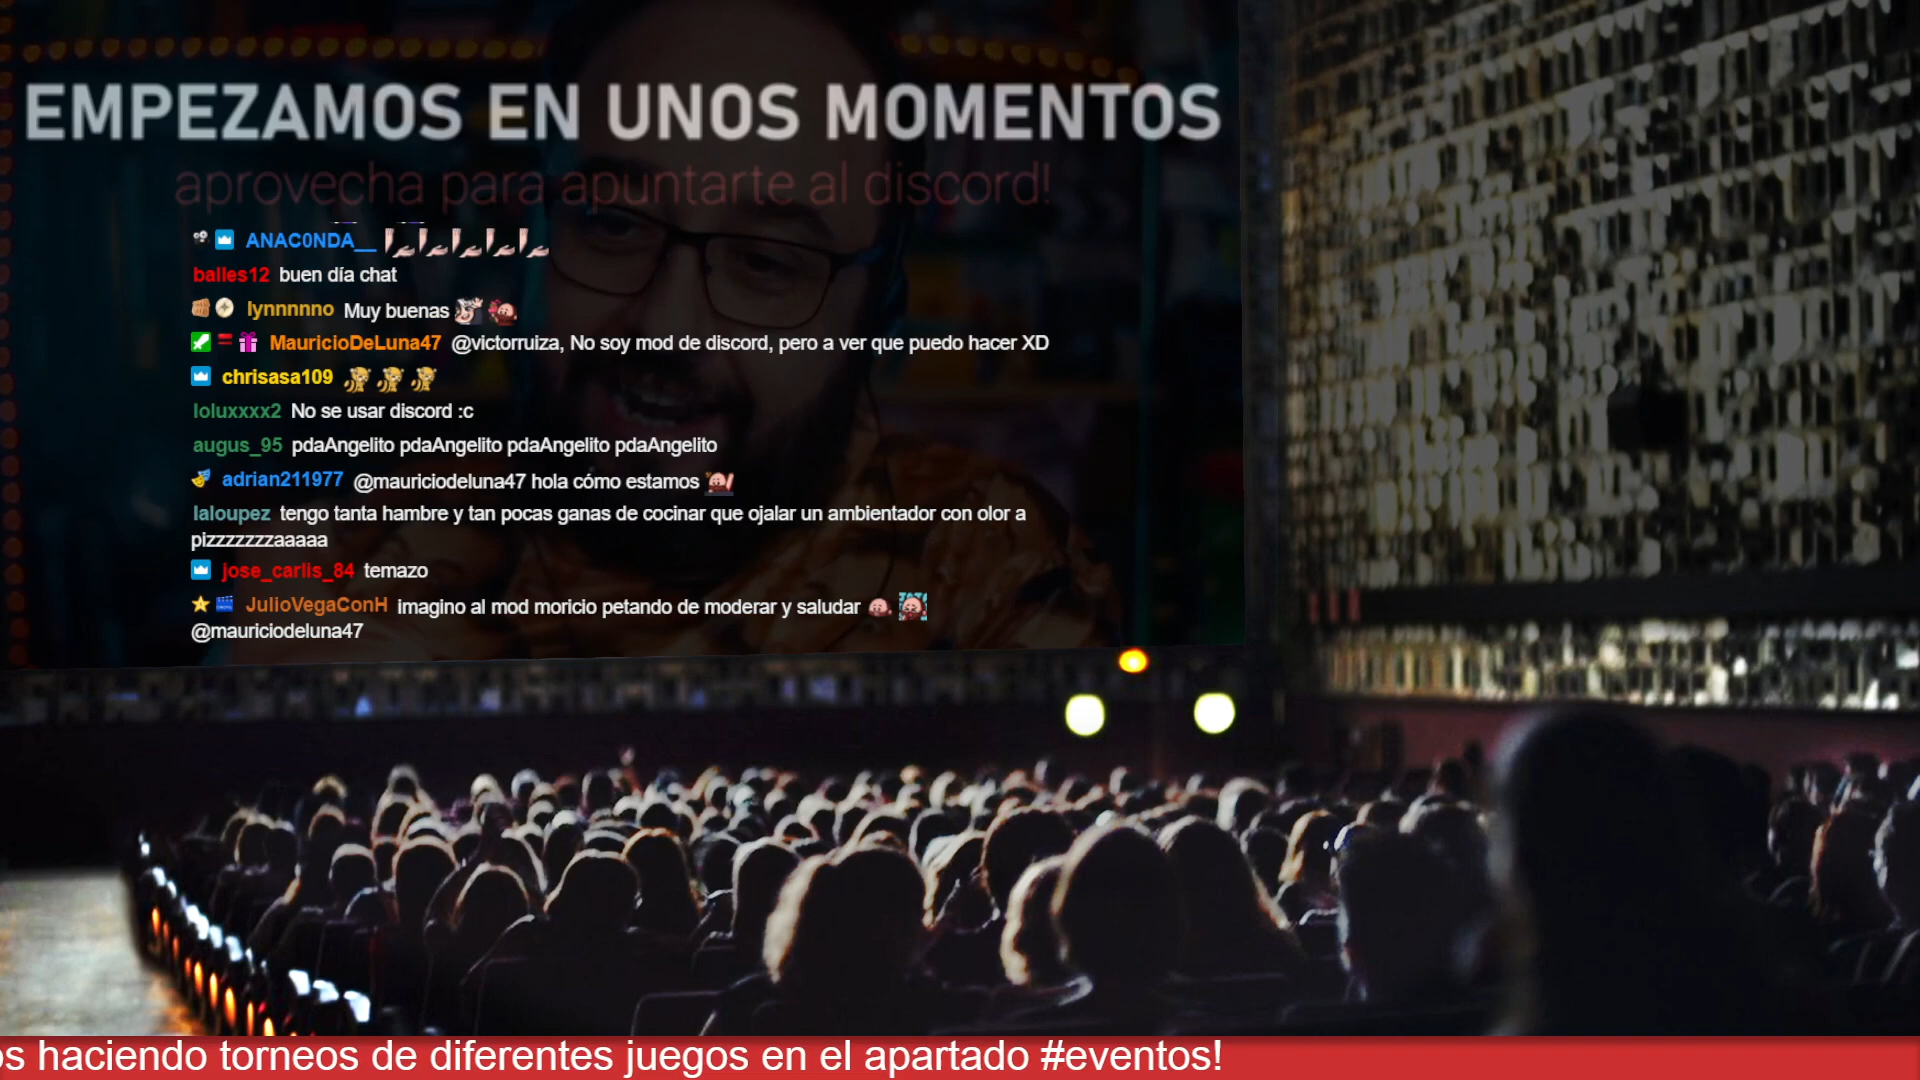 EMPEZAMOS EN UNOS MOMENTOS
aprovecha para apuntarte al discord!
ANAC0NDA__
balles12 buen día chat
lynnnnno Muy buenas
MauricioDeLuna47 @victorruiza, No soy mod de discord, pero a ver que puedo hacer XD
chrisasa109
loluxxxx2 No se usar discord :c
augus_95 pdaAngelito pdaAngelito pdaAngelito pdaAngelito
adrian211977 @mauriciodeluna47 hola cómo estamos
laloupez tengo tanta hambre y tan pocas ganas de cocinar que ojalar un ambientador con olor a
pizzzzzzzaaaaa
jose_carlis_84 temazo
JulioVegaConH imagino al mod moricio petando de moderar y saludar
@mauriciodeluna47
os haciendo torneos de diferentes juegos en el apartado #eventos!